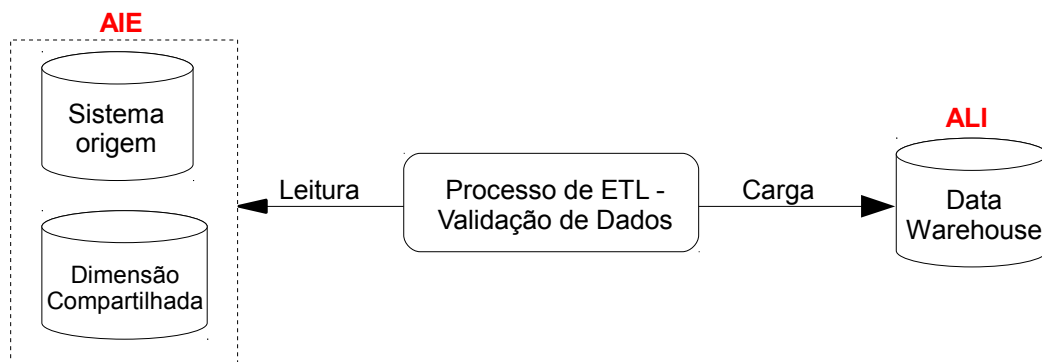 AIE
Sistema
origem
Dimensão
Compartilhada
Leitura
Processo de ETL -
Validação de Dados
Carga
ALI
Data
Warehouse